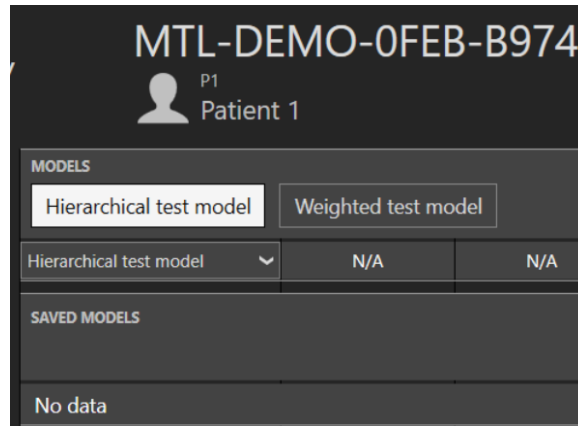 MTL-DEMO-0FEB-B974
P1
Patient 1
MODELS
Hierarchical test model Weighted test model
Hierarchical test model N/A N/A
SAVED MODELS
No data